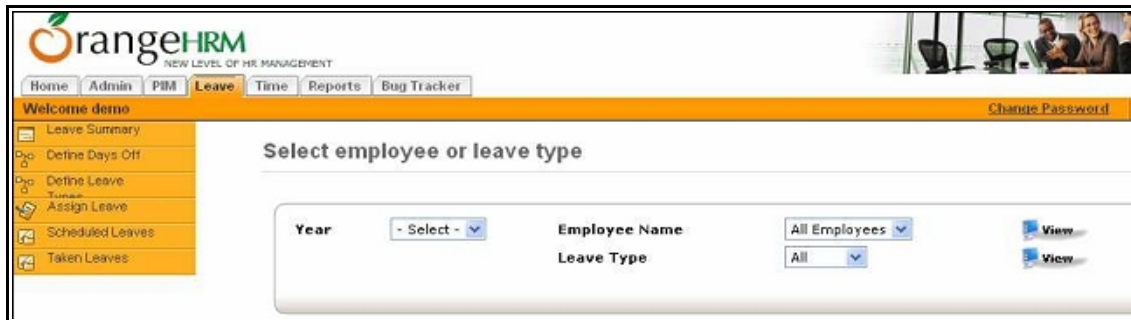 OrangeHRM
NEW LEVEL OF HR MANAGEMENT
Home Admin PIM Leave Time Reports Bug Tracker
Welcome demo Change Password
Leave Summary
Define Days Off
Define Leave
Types
Assign Leave
Scheduled Leaves
Taken Leaves
Select employee or leave type
Year - Select - Employee Name All Employees View
Leave Type All View